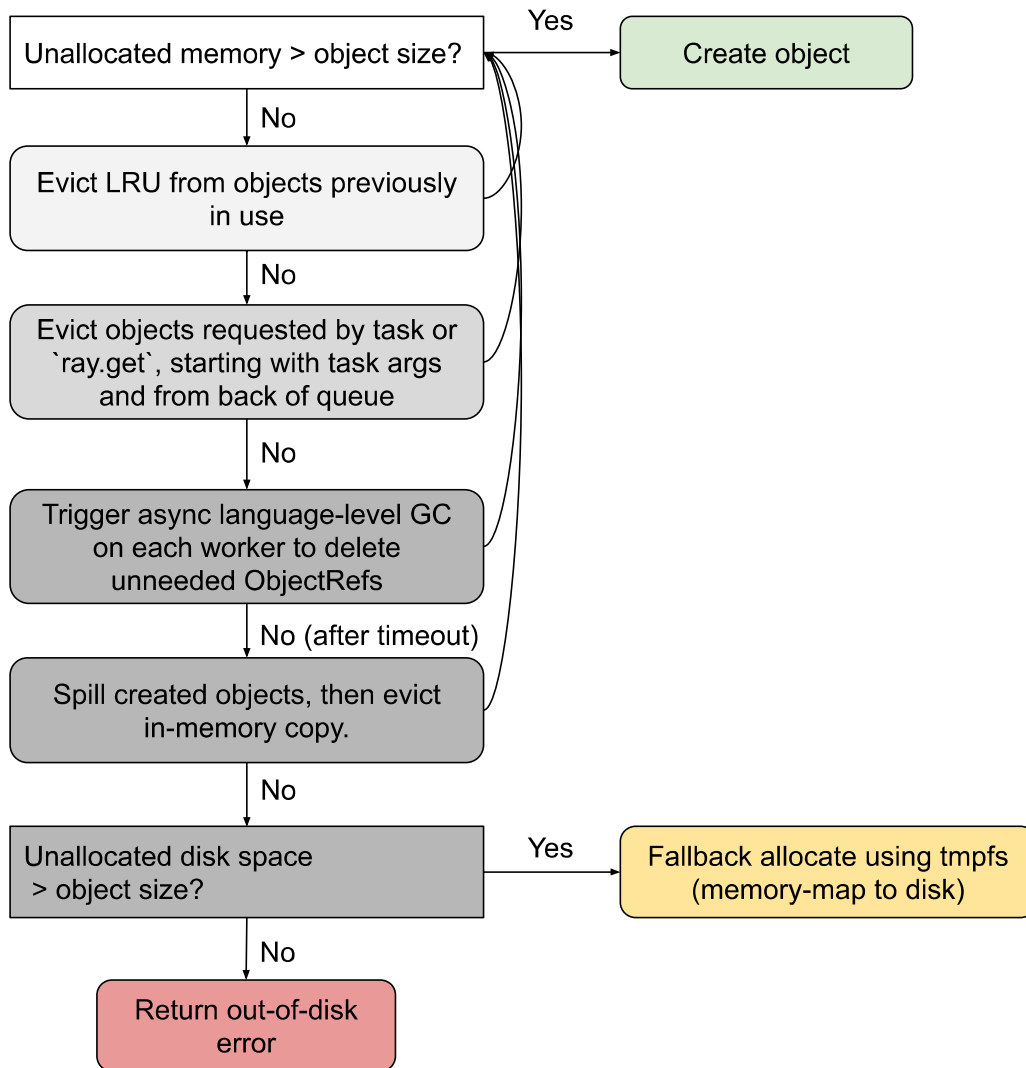 Unallocated memory > object size?
Yes
Create object
No
Evict LRU from objects previously
in use
No
Evict objects requested by task or
`ray.get`, starting with task args
and from back of queue
No
Trigger async language-level GC
on each worker to delete
unneeded ObjectRefs
No (after timeout)
Spill created objects, then evict
in-memory copy.
No
Unallocated disk space
> object size?
Yes
Fallback allocate using tmpfs
(memory-map to disk)
No
Return out-of-disk
error